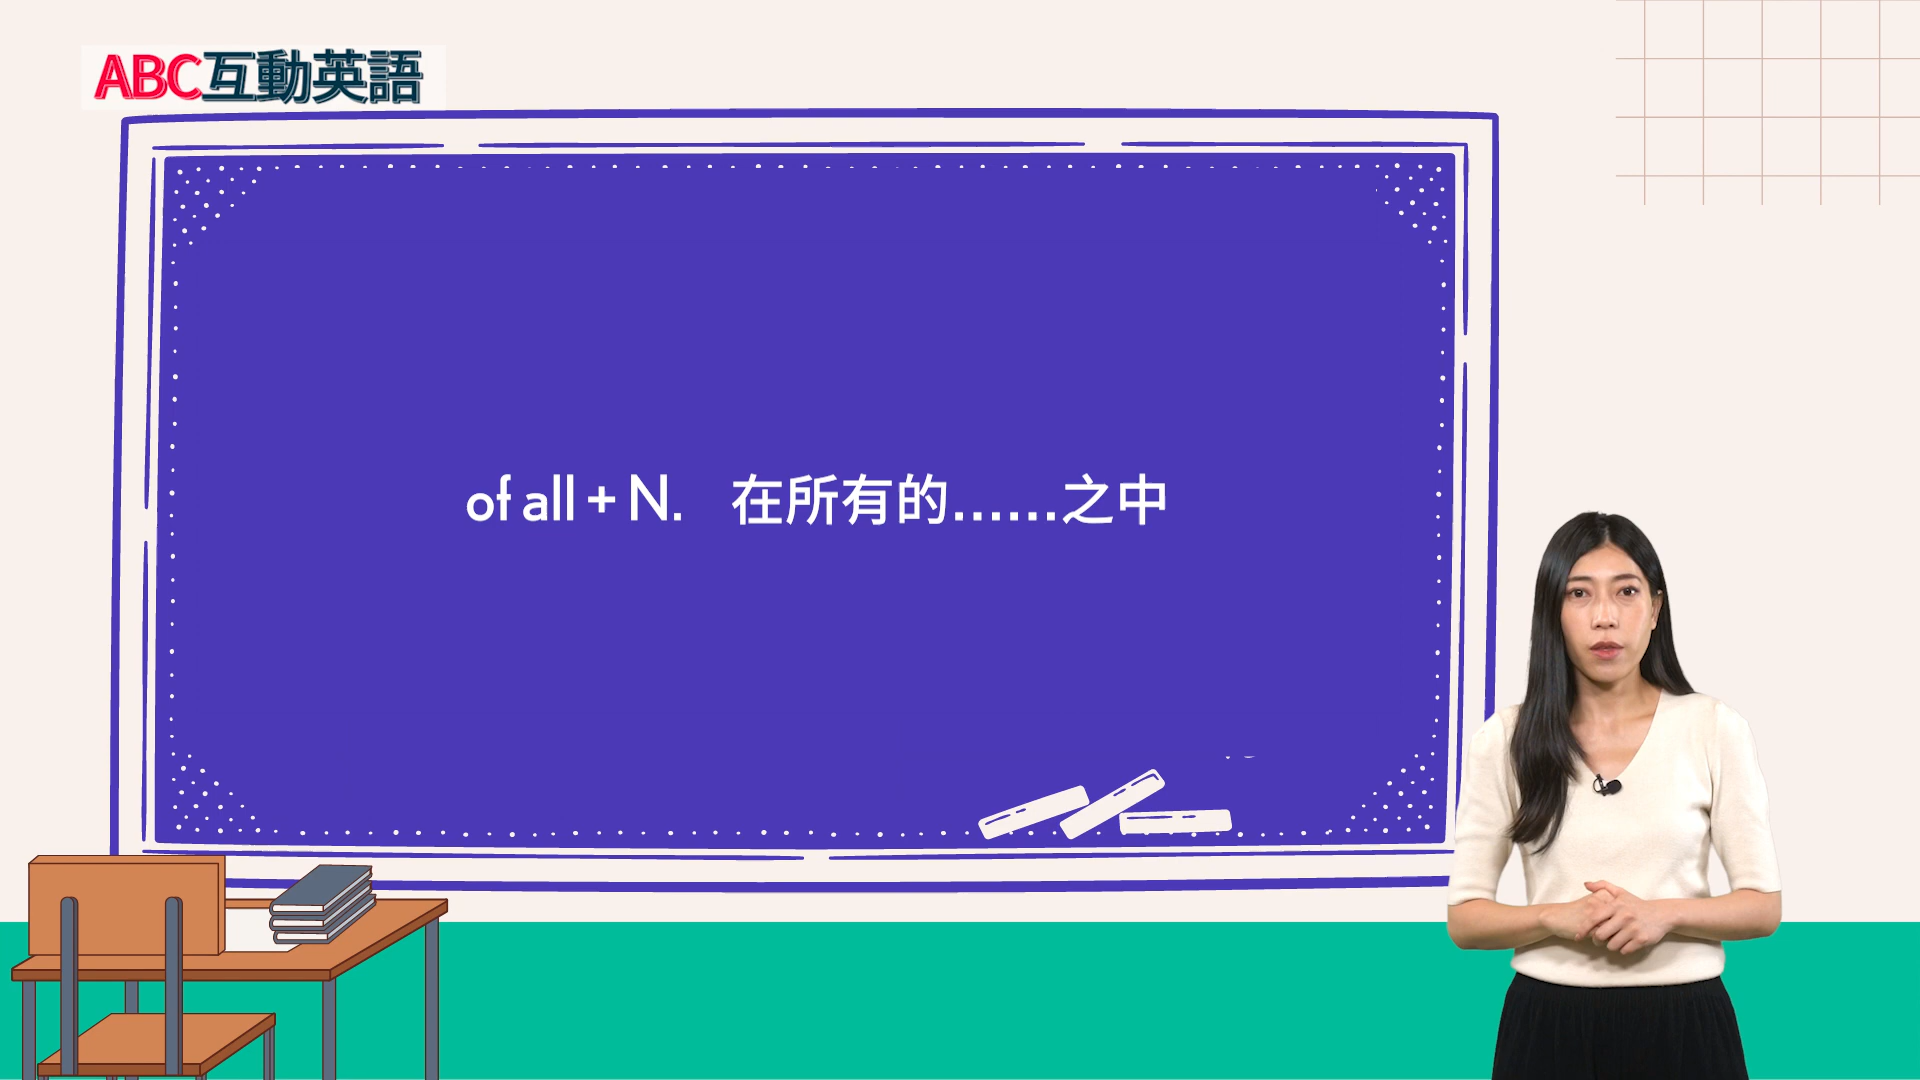 ABC互動英語
of all + N. 在所有的......之中